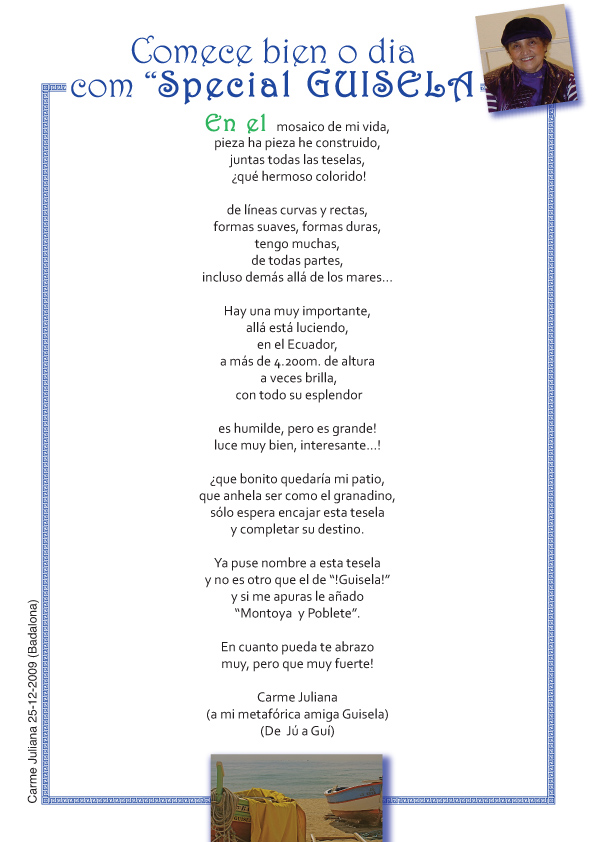 Comece bien o dia
com “Special GUISELA
En el mosaico de mi vida,
pieza ha pieza he construido,
juntas todas las teselas,
¿qué hermoso colorido!
de líneas curvas y rectas,
formas suaves, formas duras,
tengo muchas,
de todas partes,
incluso demás allá de los mares...
Hay una muy importante,
allá está luciendo,
en el Ecuador,
a más de 4.200m. de altura
a veces brilla,
con todo su esplendor
es humilde, pero es grande!
luce muy bien, interesante...!
¿que bonito quedaría mi patio,
que anhela ser como el granadino,
sólo espera encajar esta tesela
y completar su destino.
Ya puse nombre a esta tesela
y no es otro que el de “!Guisela!”
y si me apuras le añado
“Montoya y Poblete”.
En cuanto pueda te abrazo
muy, pero que muy fuerte!
Carme Juliana
(a mi metafórica amiga Guisela)
(De Jú a Guí)
Carme Juliana 25-12-2009 (Badalona)